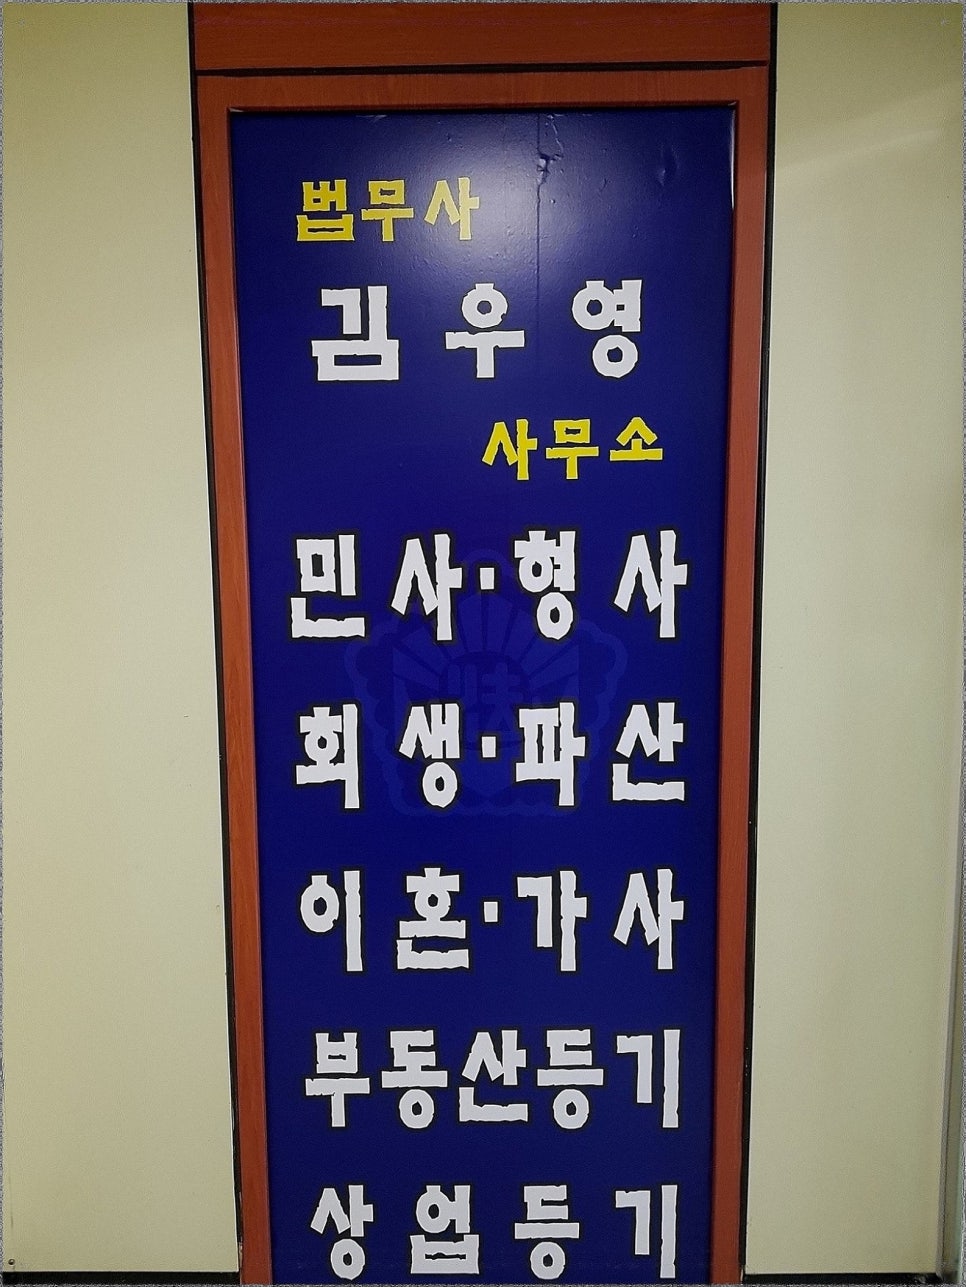 법무사
김우영
사무소
민사·형사
회생·파산
이혼·가사
부동산등기
상업등기